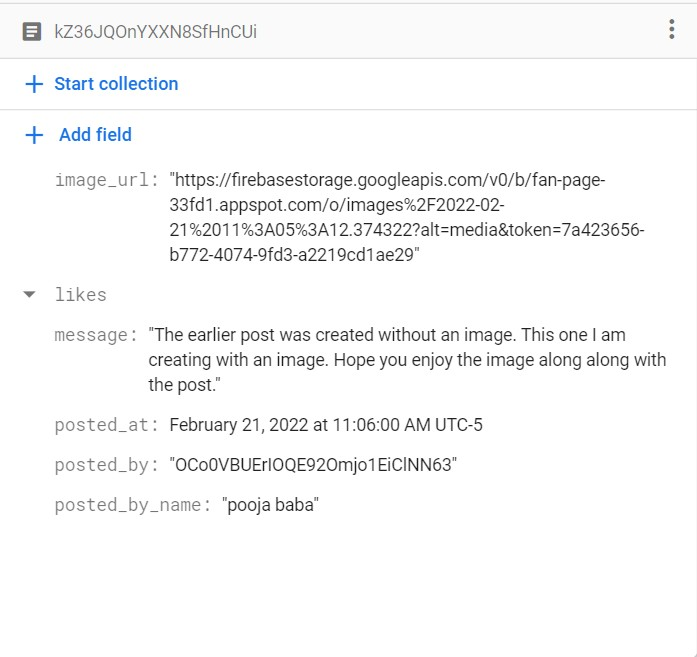 kZ36JQOnYXXN8SfHnCUi
Start collection
Add field
image_url: "https://firebasestorage.googleapis.com/v0/b/fan-page-
33fd1.appspot.com/o/images%2F2022-02-
21%2011%3A05%3A12.374322?alt=media&token=7a423656-
b772-4074-9fd3-a2219cd1ae29"
likes
message: "The earlier post was created without an image. This one I am
creating with an image. Hope you enjoy the image along along with
the post."
posted_at: February 21, 2022 at 11:06:00 AM UTC-5
posted_by: "OCo0VBUErIOQE92Omjo1EiClNN63"
posted_by_name: "pooja baba"